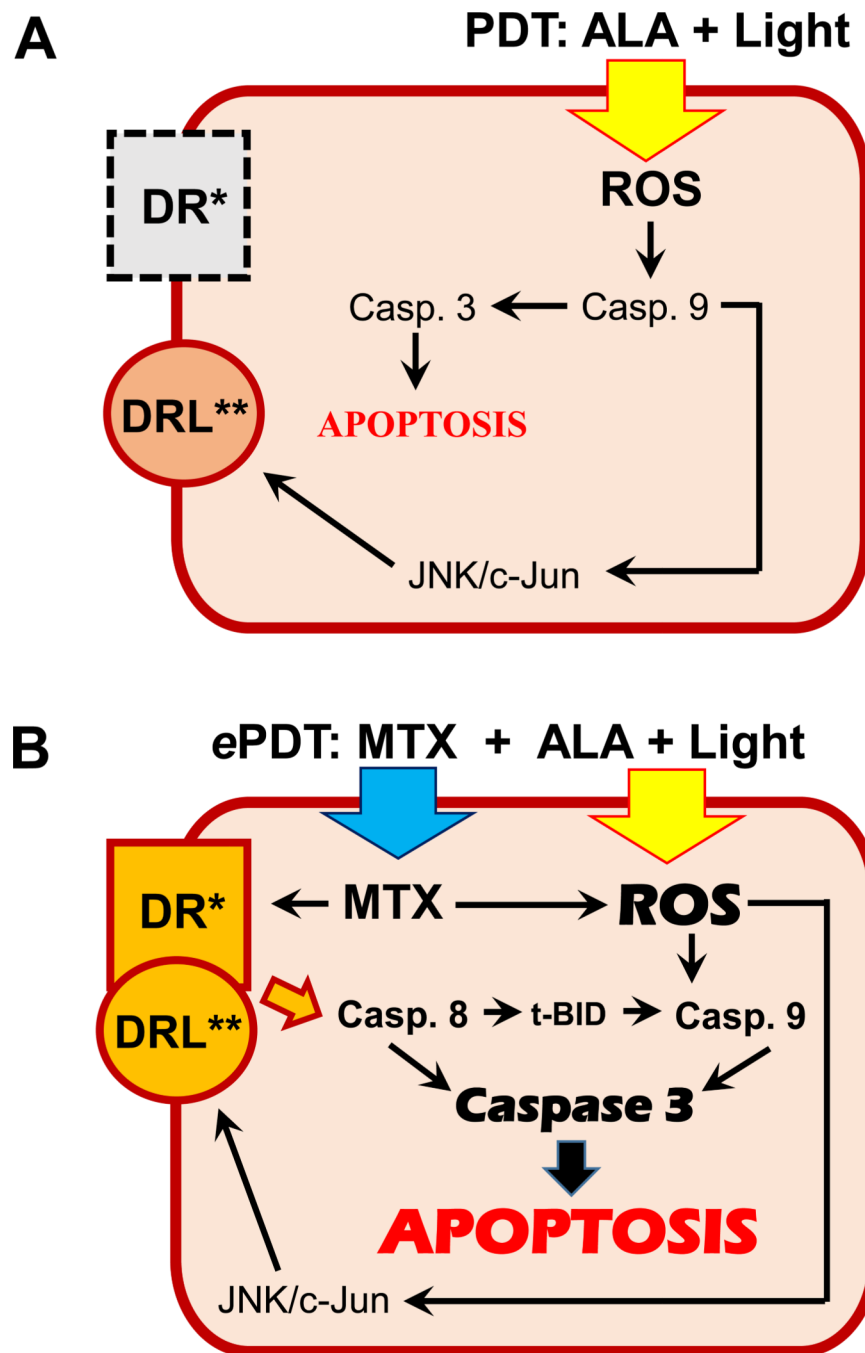 A
PDT: ALA + Light
DR*
ROS
Casp. 3
Casp. 9
DRL**
APOPTOSIS
JNK/c-Jun
B
ePDT: MTX + ALA + Light
DR*
MTX
ROS
DRL**
Casp. 8
t-BID
Casp. 9
Caspase 3
APOPTOSIS
JNK/c-Jun